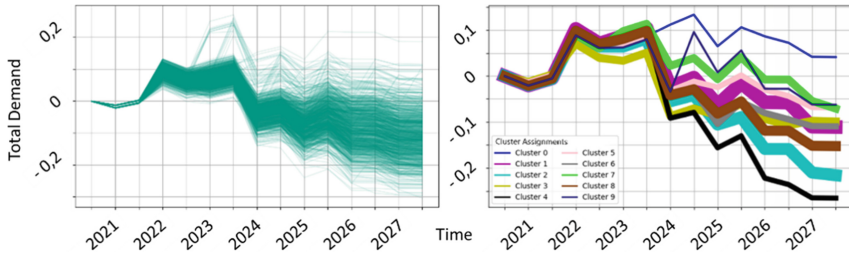 Total Demand
0,2
0
- 0,2
2021 2022 2023 2024 2025 2026 2027
Time
0,1
0
- 0,1
- 0,2
Cluster Assignments
Cluster 0 Cluster 5
Cluster 1 Cluster 6
Cluster 2 Cluster 7
Cluster 3 Cluster 8
Cluster 4 Cluster 9
2021 2022 2023 2024 2025 2026 2027